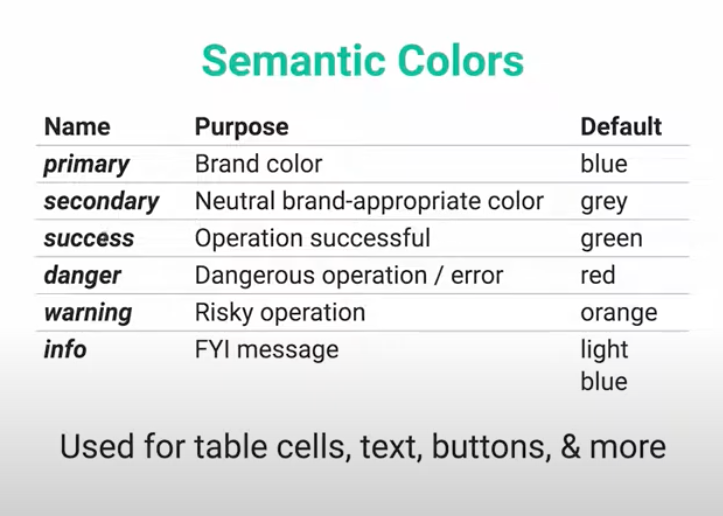 Semantic Colors
Name Purpose Default
primary Brand color blue
secondary Neutral brand-appropriate color grey
success Operation successful green
danger Dangerous operation / error red
warning Risky operation orange
info FYI message light
blue
Used for table cells, text, buttons, & more